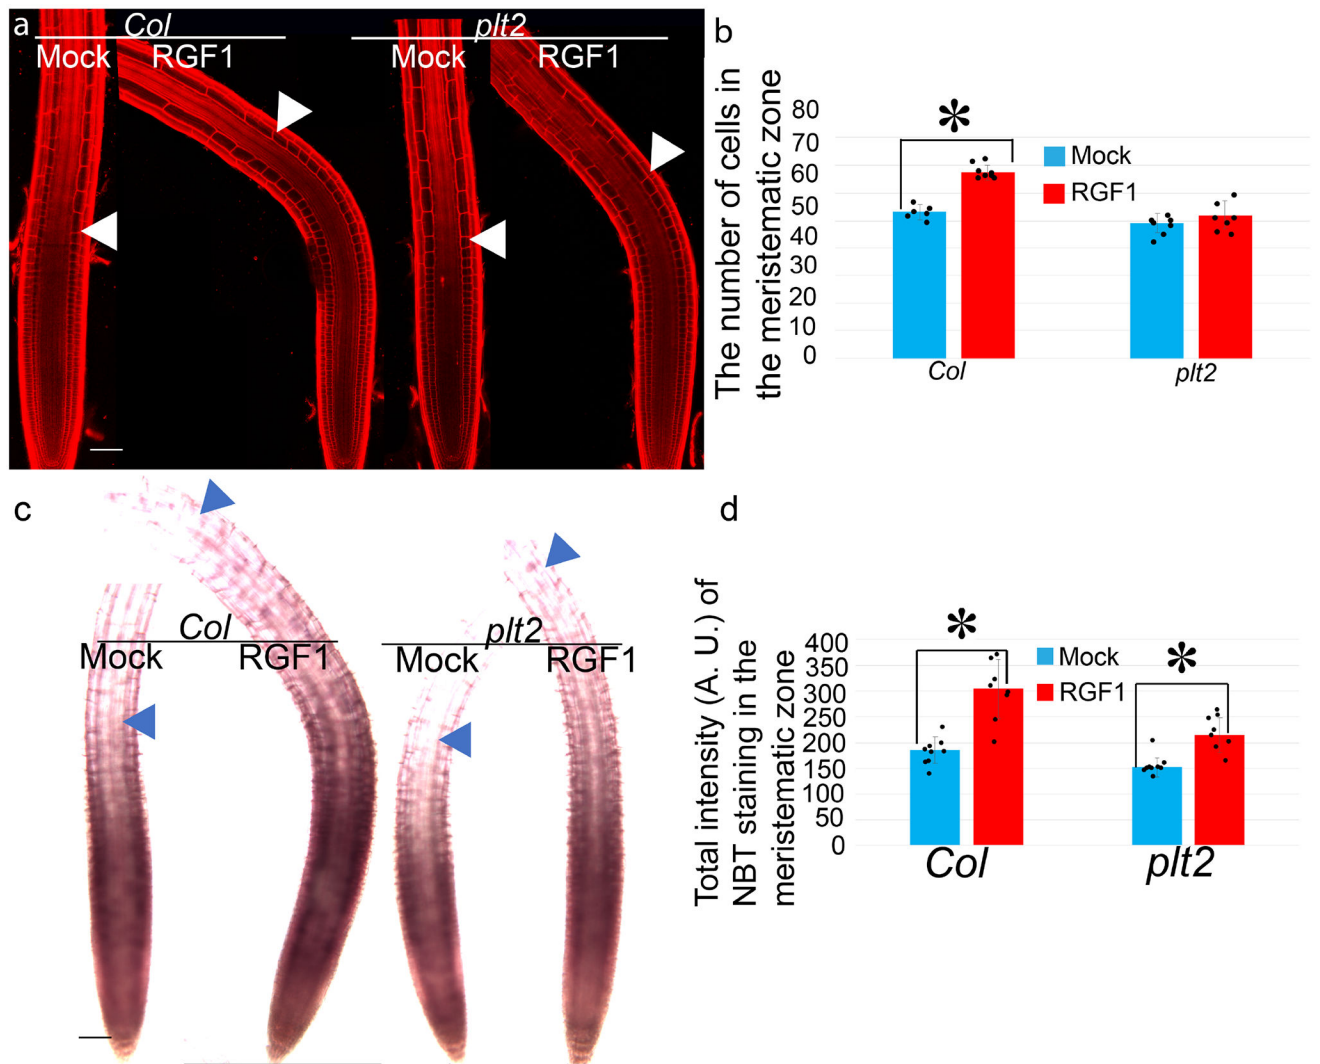 a
Col
plt2
Mock RGF1
Mock RGF1
b
The number of cells in
the meristematic zone
80
70
60
50
40
30
20
10
0
*
Mock
RGF1
Col
plt2
c
Col
plt2
Mock RGF1
Mock RGF1
d
Total intensity (A. U.) of
NBT staining in the
meristematic zone
400
350
300
250
200
150
100
50
0
*
*
Mock
RGF1
Col
plt2